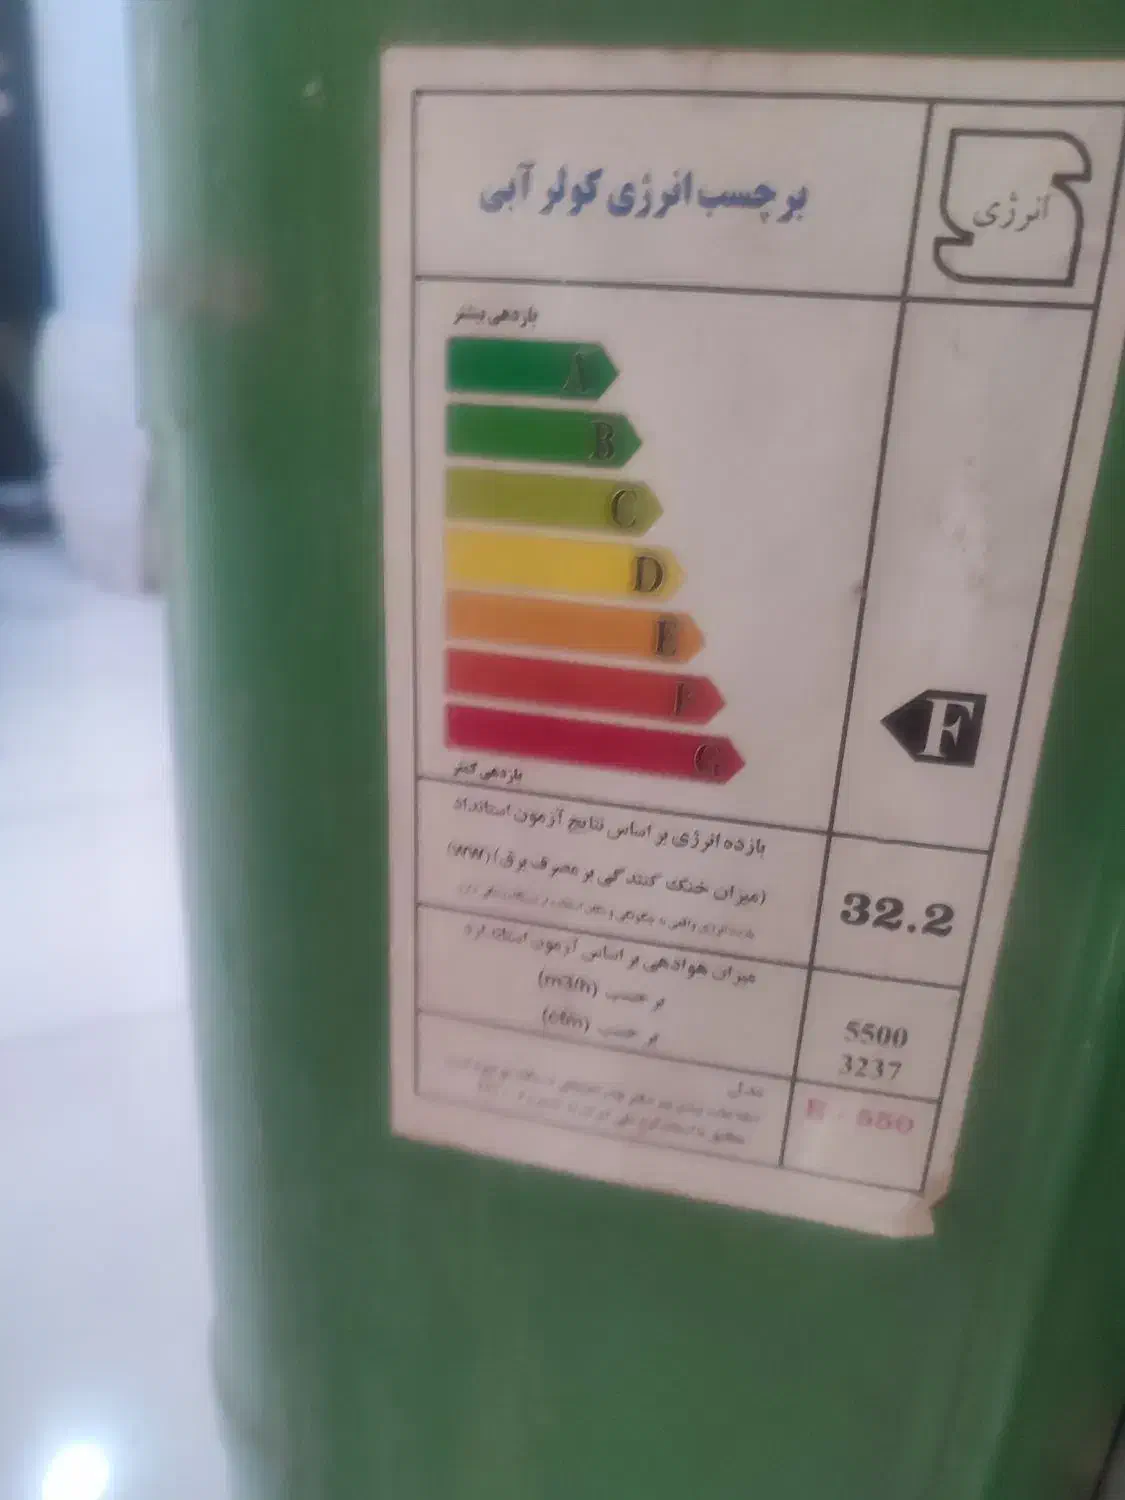 برچسب انرژی کولر آبی
انرژی
بازدهی بیشتر
A
B
C
D
E
F
G
F
بازدهی کمتر
بازده انرژی بر اساس نتایج آزمون استاندارد
(میزان خنک کنندگی بر مصرف برق) (W/W)
32.2
میزان هوادهی بر اساس آزمون استاندارد
بر حسب (m3/h)
5500
بر حسب (cfm)
3237
مدل
550